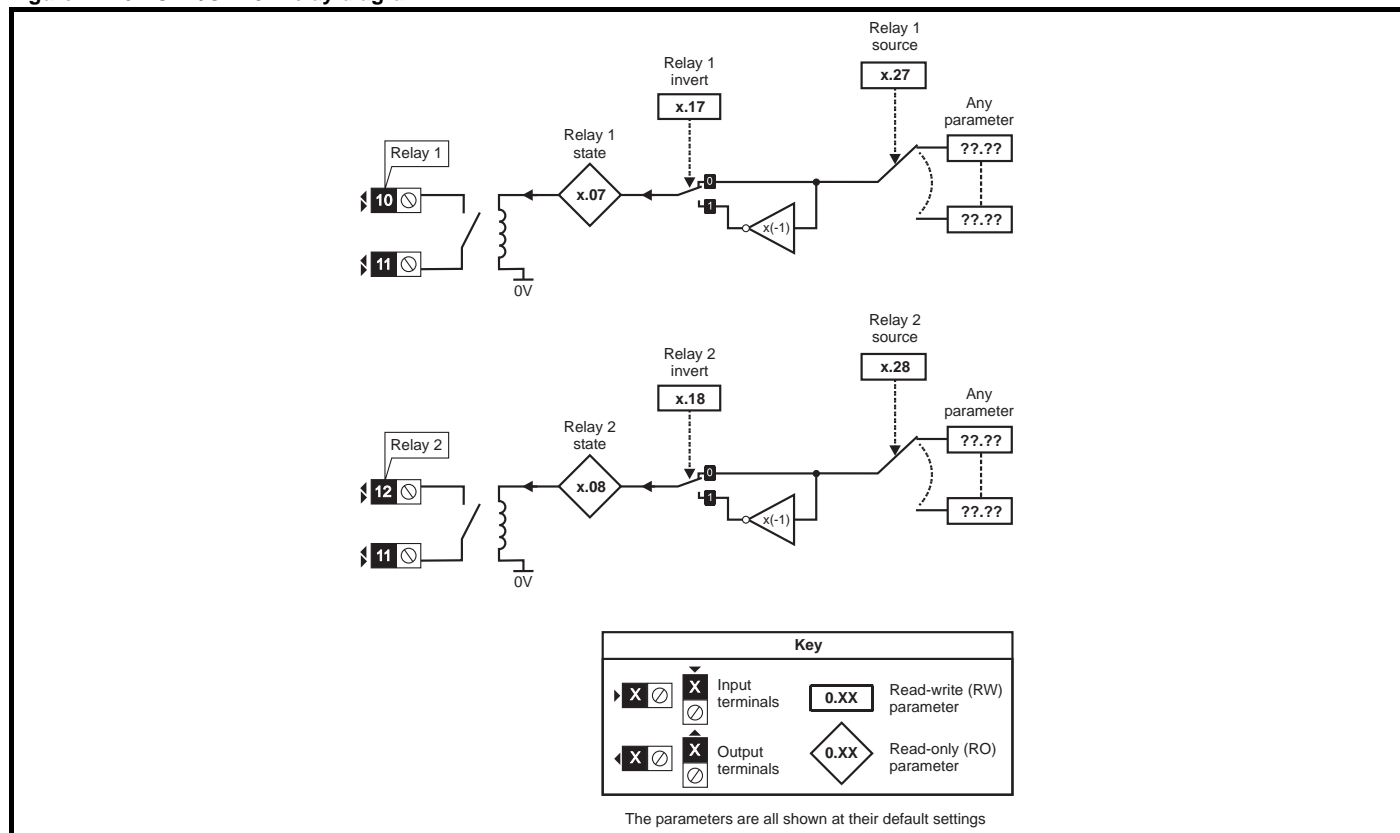 Relay 1
source
x.27
Relay 1
invert
x.17
Any
parameter
??.??
??.??
Relay 1
state
x.07
Relay 1
10
11
0
1
x(-1)
0V
Relay 2
source
x.28
Relay 2
invert
x.18
Any
parameter
??.??
??.??
Relay 2
state
x.08
Relay 2
12
11
0
1
x(-1)
0V
Key
X
X
Input
terminals
0.XX
Read-write (RW)
parameter
X
X
Output
terminals
0.XX
Read-only (RO)
parameter
The parameters are all shown at their default settings